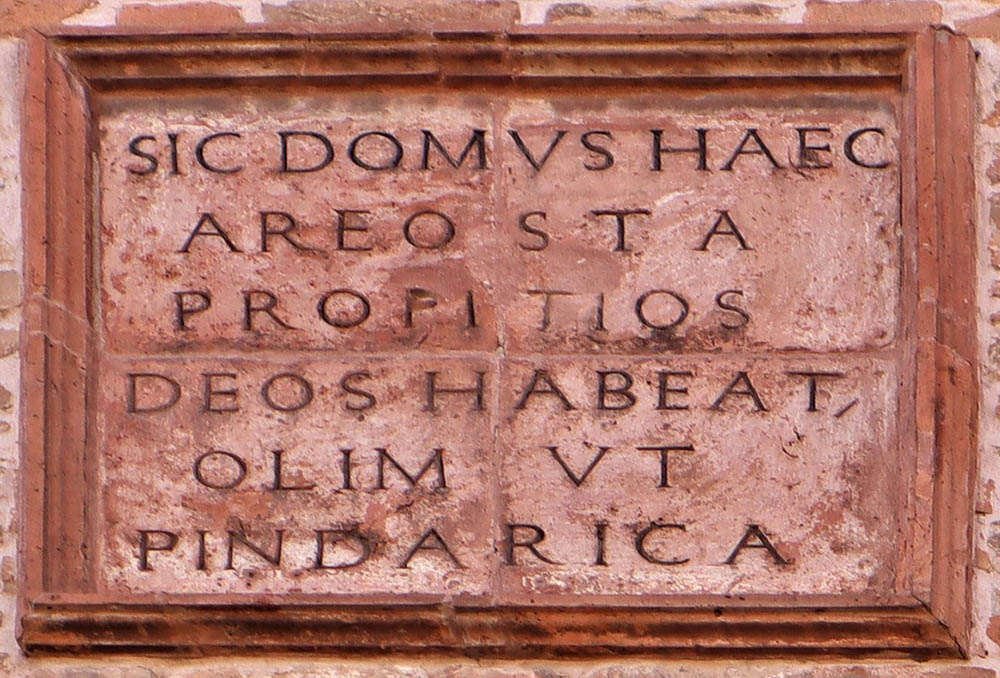 SIC DOMVS HAEC
AREOSTA
PROPITIOS
DEOS HABEAT,
OLIM VT
PINDARICA